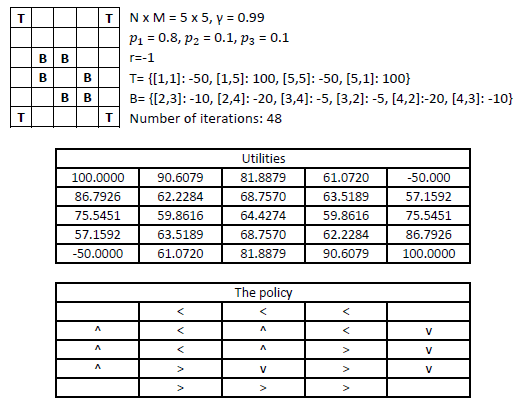 T T
B B
B B
B B
T T
N x M = 5 x 5, γ = 0.99
p₁ = 0.8, p₂ = 0.1, p₃ = 0.1
r=-1
T= {[1,1]: -50, [1,5]: 100, [5,5]: -50, [5,1]: 100}
B= {[2,3]: -10, [2,4]: -20, [3,4]: -5, [3,2]: -5, [4,2]:-20, [4,3]: -10}
Number of iterations: 48
Utilities
100.0000 90.6079 81.8879 61.0720 -50.000
86.7926 62.2284 68.7570 63.5189 57.1592
75.5451 59.8616 64.4274 59.8616 75.5451
57.1592 63.5189 68.7570 62.2284 86.7926
-50.0000 61.0720 81.8879 90.6079 100.0000
The policy
< < <
^ < ^ < v
^ < ^ > v
^ > v > v
> > >